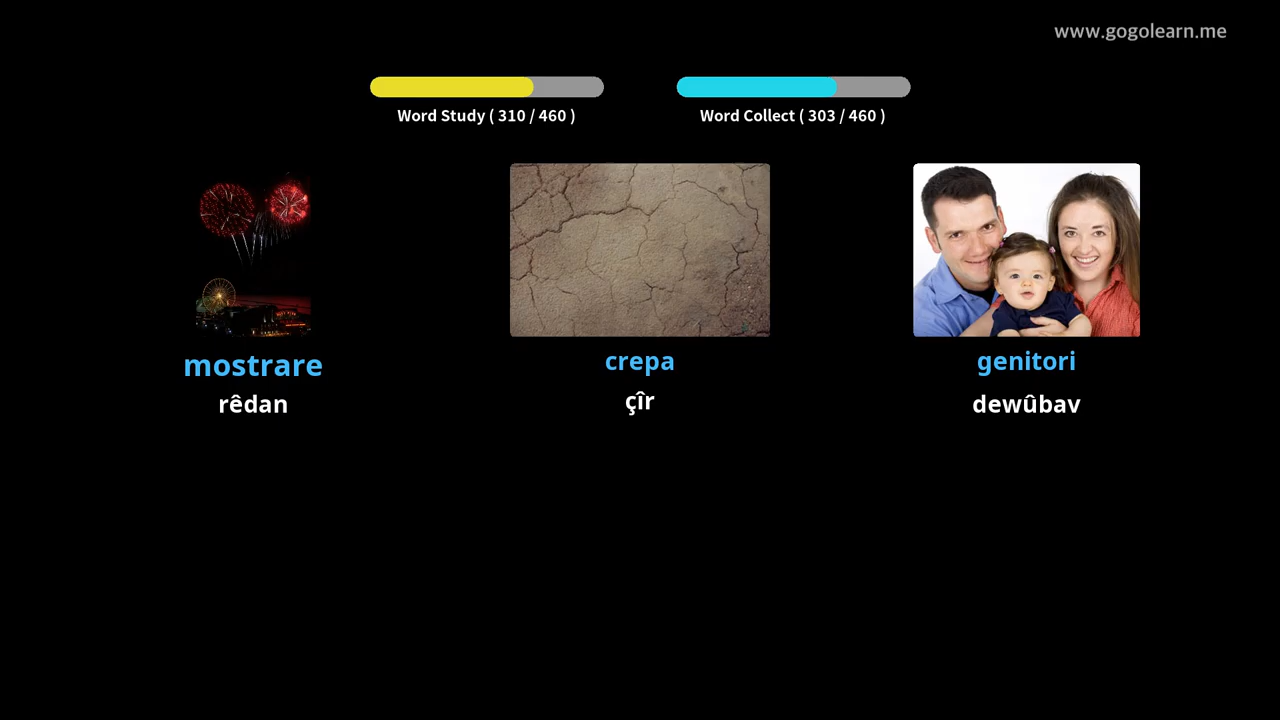 www.gogolearn.me
Word Study ( 310 / 460 )
Word Collect ( 303 / 460 )
mostrare
rêdan
crepa
çîr
genitori
dewûbav